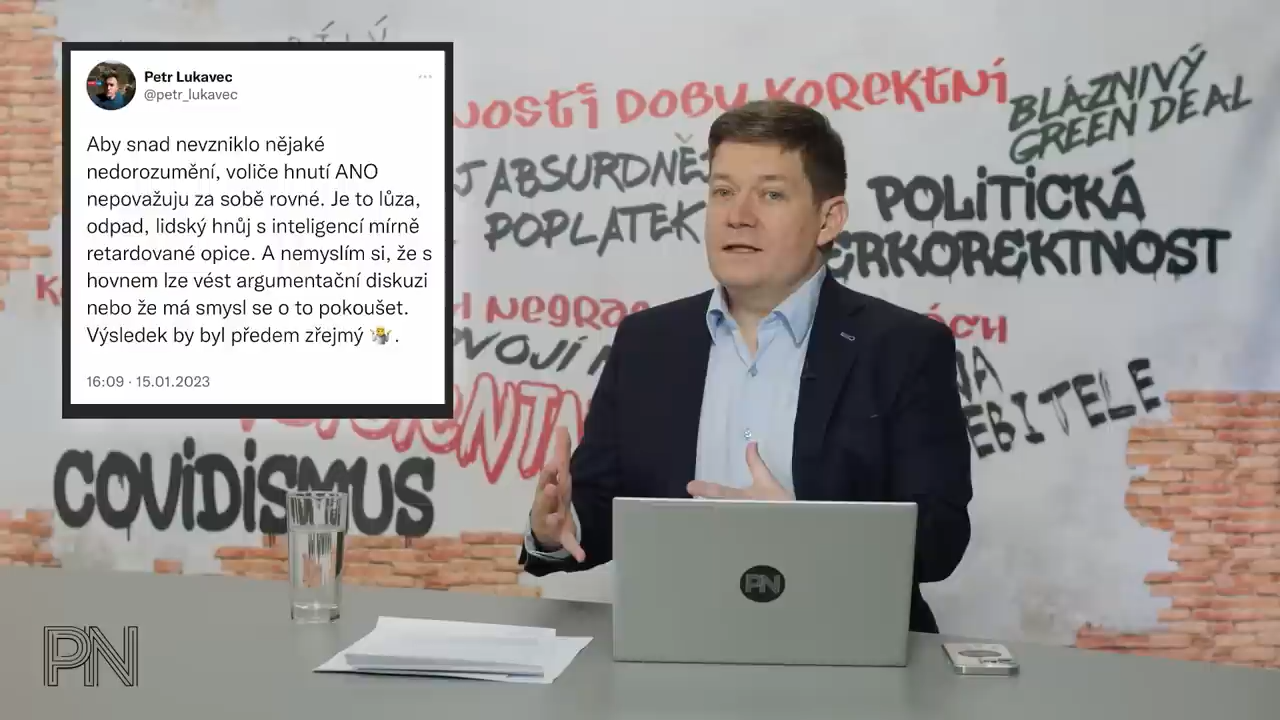 Petr Lukavec
@petr_lukavec
Aby snad nevzniklo nějaké
nedorozumění, voliče hnutí ANO
nepovažuju za sobě rovné. Je to lůza,
odpad, lidský hnůj s inteligencí mírně
retardované opice. A nemyslím si, že s
hovnem lze vést argumentační diskuzi
nebo že má smysl se o to pokoušet.
Výsledek by byl předem zřejmý 🤷‍♂️.
16:09 · 15.01.2023
DOBY KOREKTNÍ
BLÁZNIVÝ
GREEN DEAL
POPLATEK
POLITICKÁ
COVIDISMUS
PN
PN